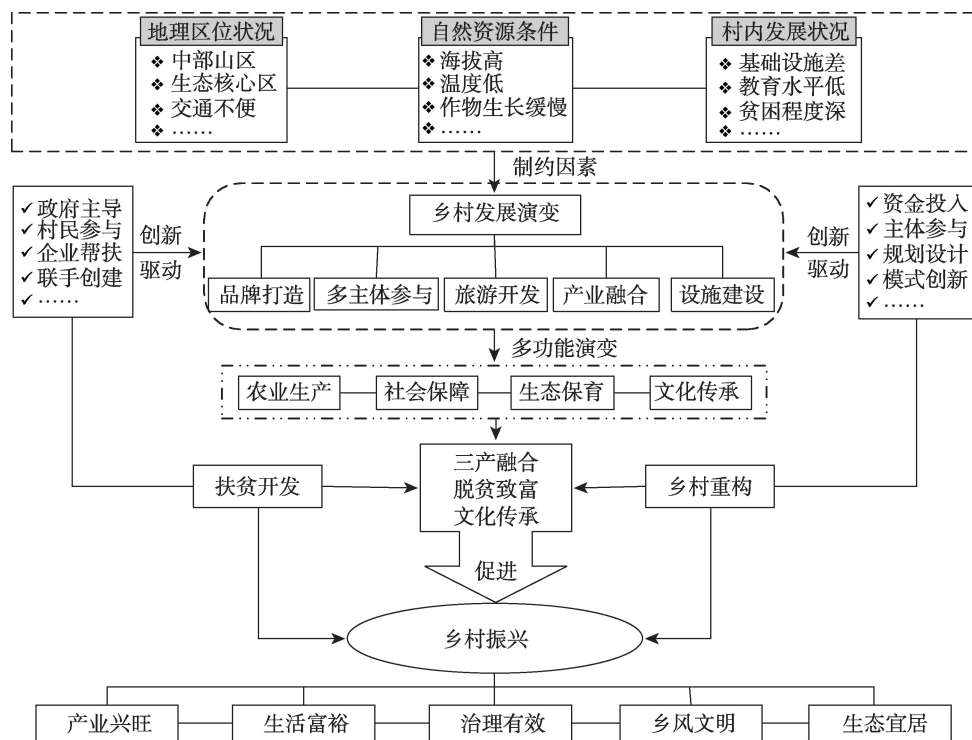 地理区位状况
❖ 中部山区
❖ 生态核心区
❖ 交通不便
❖ ……
自然资源条件
❖ 海拔高
❖ 温度低
❖ 作物生长缓慢
❖ ……
村内发展状况
❖ 基础设施差
❖ 教育水平低
❖ 贫困程度深
❖ ……
制约因素
✓ 政府主导
✓ 村民参与
✓ 企业帮扶
✓ 联手创建
✓ ……
创新
驱动
乡村发展演变
品牌打造
多主体参与
旅游开发
产业融合
设施建设
创新
驱动
✓ 资金投入
✓ 主体参与
✓ 规划设计
✓ 模式创新
✓ ……
多功能演变
农业生产
社会保障
生态保育
文化传承
扶贫开发
三产融合
脱贫致富
文化传承
乡村重构
促进
乡村振兴
产业兴旺
生活富裕
治理有效
乡风文明
生态宜居